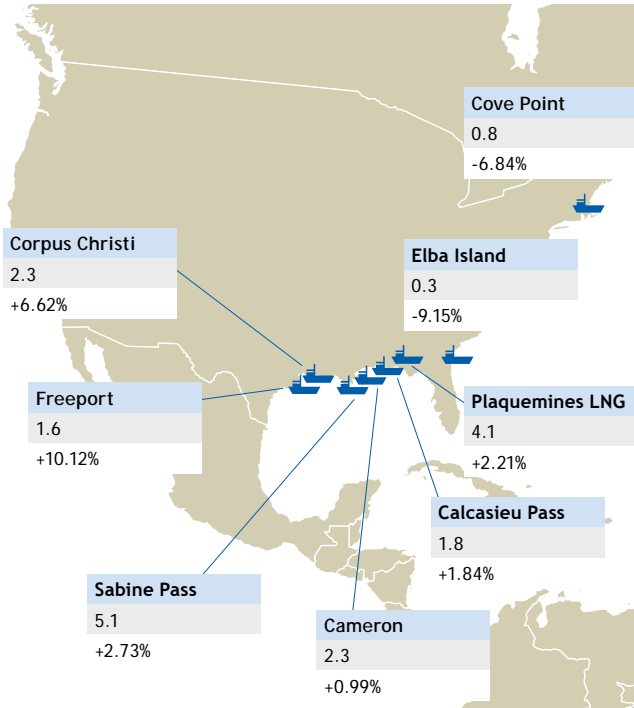 Cove Point
0.8
-6.84%
Corpus Christi
2.3
+6.62%
Elba Island
0.3
-9.15%
Freeport
1.6
+10.12%
Plaquemines LNG
4.1
+2.21%
Calcasieu Pass
1.8
+1.84%
Sabine Pass
5.1
+2.73%
Cameron
2.3
+0.99%